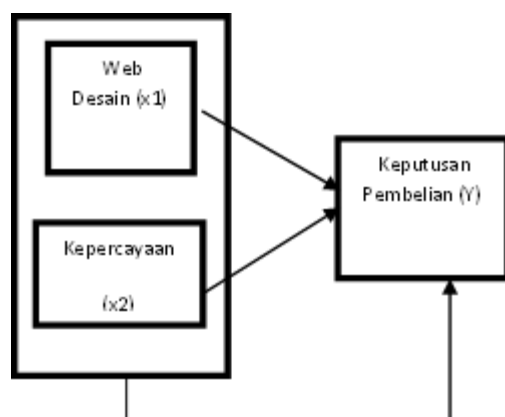 Web
Desain (x1)
Keputusan
Pembelian (Y)
Kepercayaan
(x2)